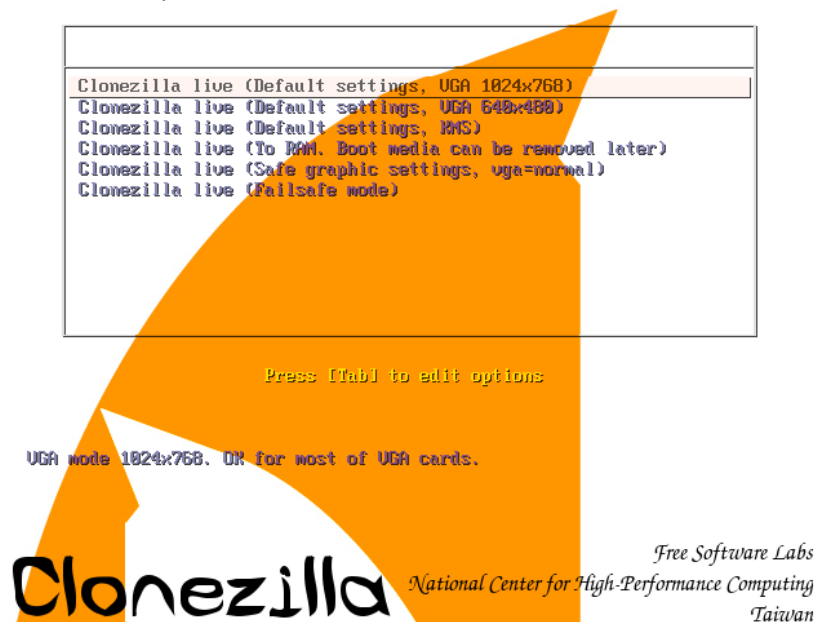 Clonezilla live (Default settings, VGA 1024x768)
Clonezilla live (Default settings, VGA 640x480)
Clonezilla live (Default settings, KMS)
Clonezilla live (To RAM. Boot media can be removed later)
Clonezilla live (Safe graphic settings, vga=normal)
Clonezilla live (Failsafe mode)
Press [Tab] to edit options
VGA mode 1024x768. OK for most of VGA cards.
Free Software Labs
Clonezilla National Center for High-Performance Computing
Taiwan